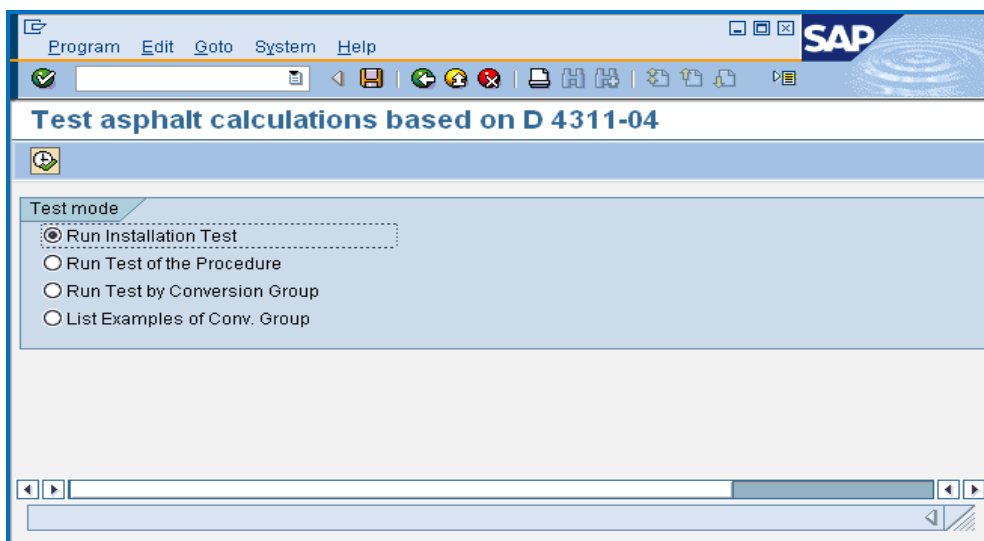 Program Edit Goto System Help
SAP
Test asphalt calculations based on D 4311-04
Test mode
Run Installation Test
Run Test of the Procedure
Run Test by Conversion Group
List Examples of Conv. Group